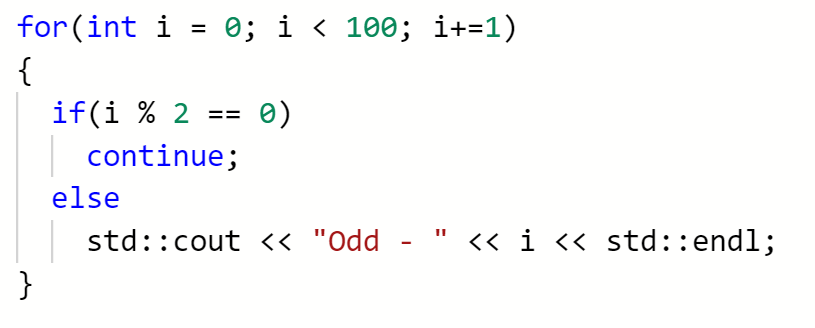 for(int i = 0; i < 100; i+=1)
{
  if(i % 2 == 0)
    continue;
  else
    std::cout << "Odd - " << i << std::endl;
}